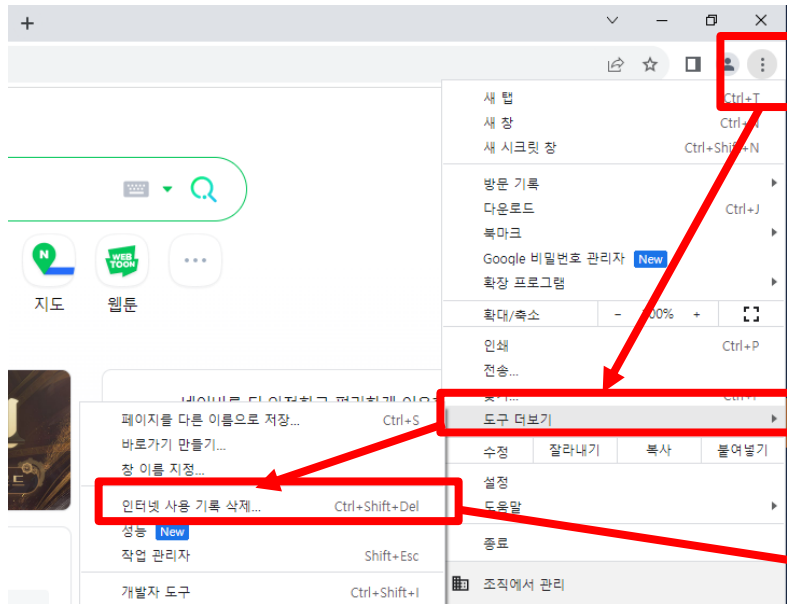 새 탭 Ctrl+T
새 창
새 시크릿 창 Ctrl+Shift+N
방문 기록
다운로드 Ctrl+J
북마크
Google 비밀번호 관리자 New
확장 프로그램
확대/축소 - +
인쇄 Ctrl+P
전송...
도구 더보기
수정 잘라내기 복사 붙여넣기
설정
도움말
종료
조직에서 관리
N
WEB
TOON
지도 웹툰
페이지를 다른 이름으로 저장... Ctrl+S
바로가기 만들기...
창 이름 지정...
인터넷 사용 기록 삭제... Ctrl+Shift+Del
성능 New
작업 관리자 Shift+Esc
개발자 도구 Ctrl+Shift+I